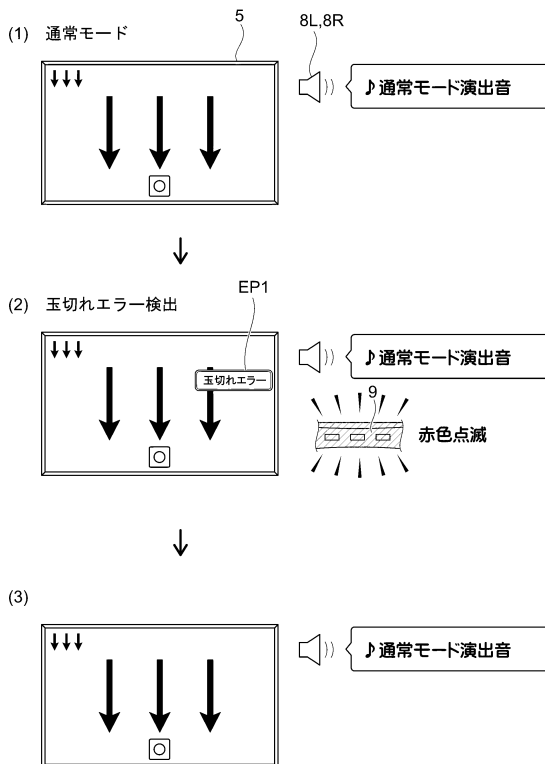 (1) 通常モード
5
8L,8R
♪通常モード演出音
EP1
(2) 玉切れエラー検出
玉切れエラー
♪通常モード演出音
9
赤色点滅
(3)
♪通常モード演出音